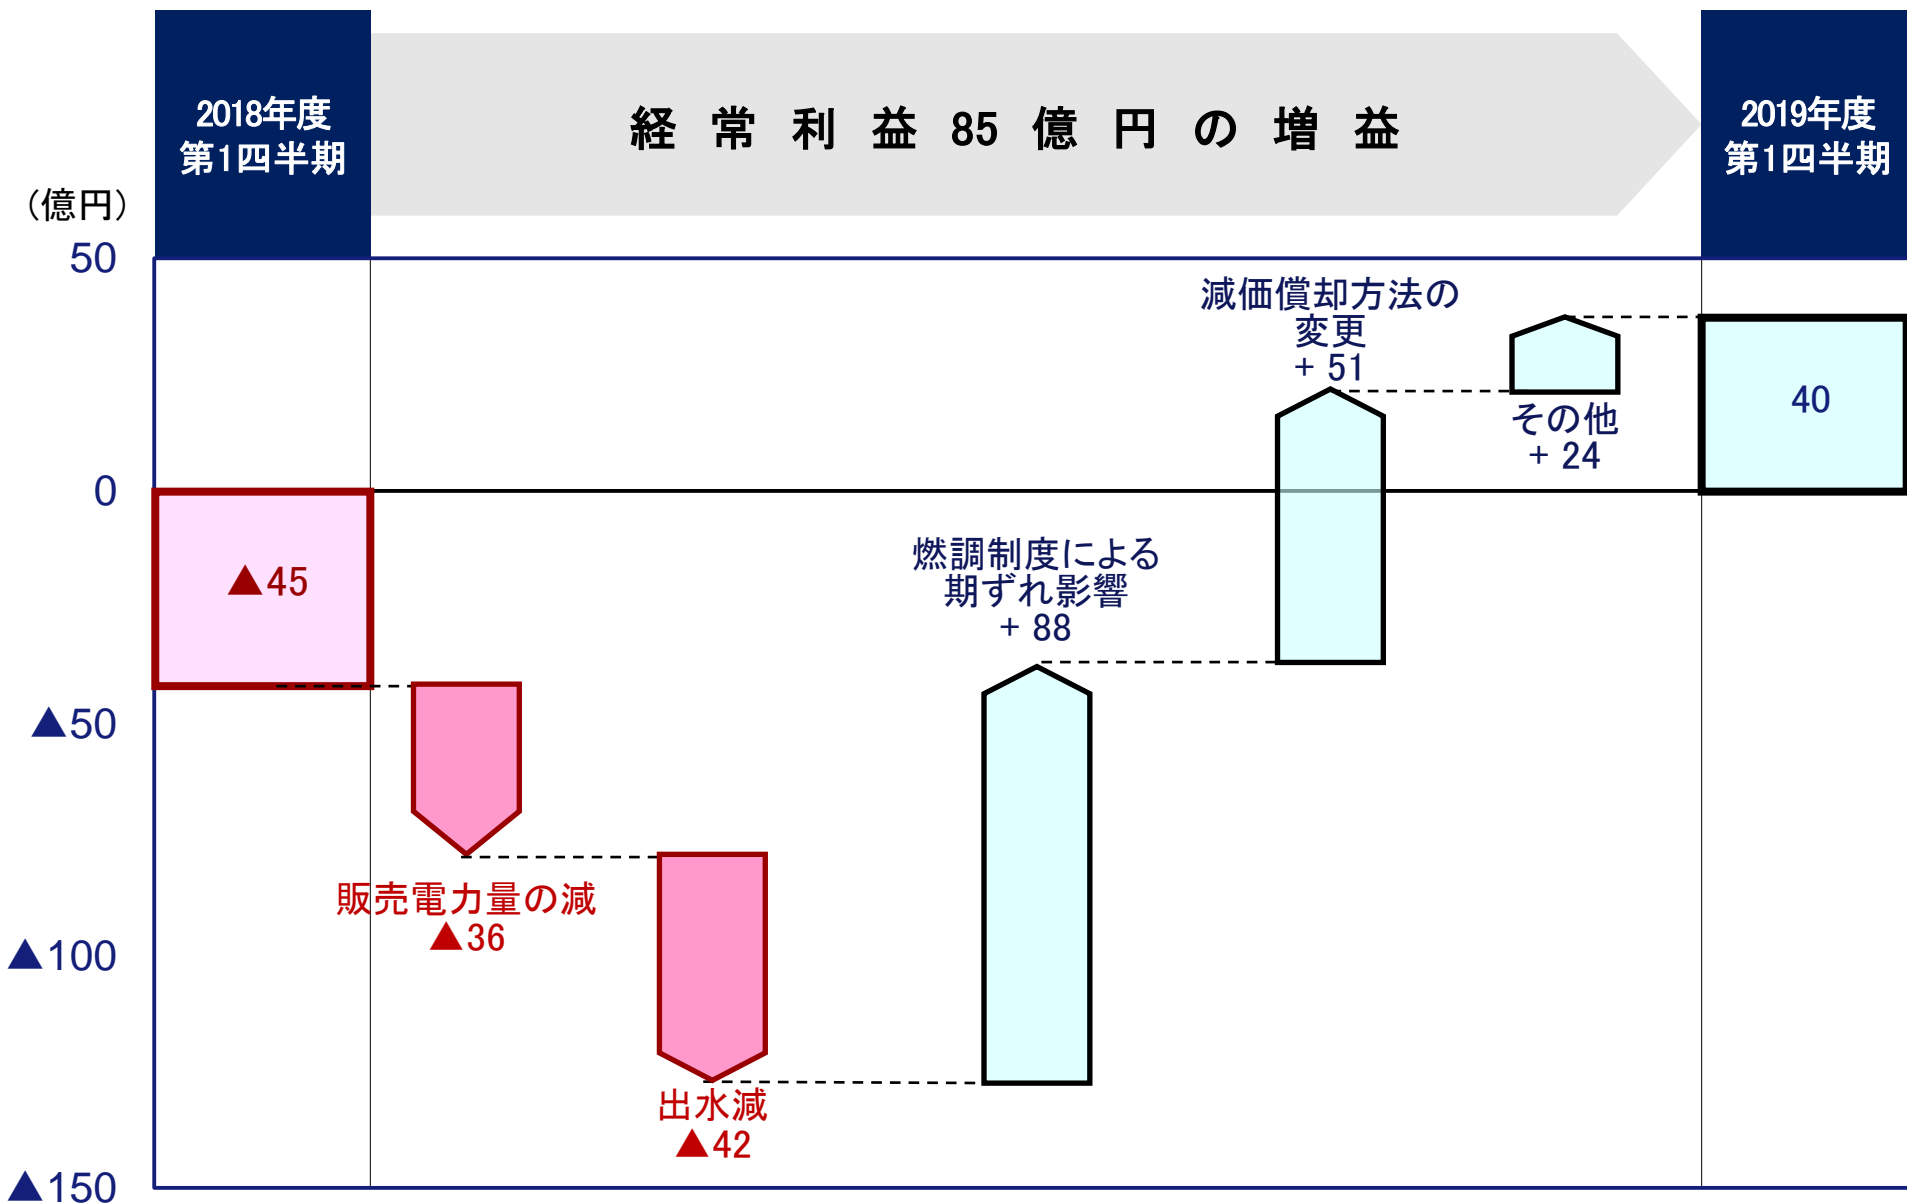 2018年度
第1四半期
経常利益85億円の増益
2019年度
第1四半期
(億円)
50
0
▲50
▲100
▲150
▲45
販売電力量の減
▲36
出水減
▲42
燃調制度による
期ずれ影響
+ 88
減価償却方法の
変更
+ 51
その他
+ 24
40